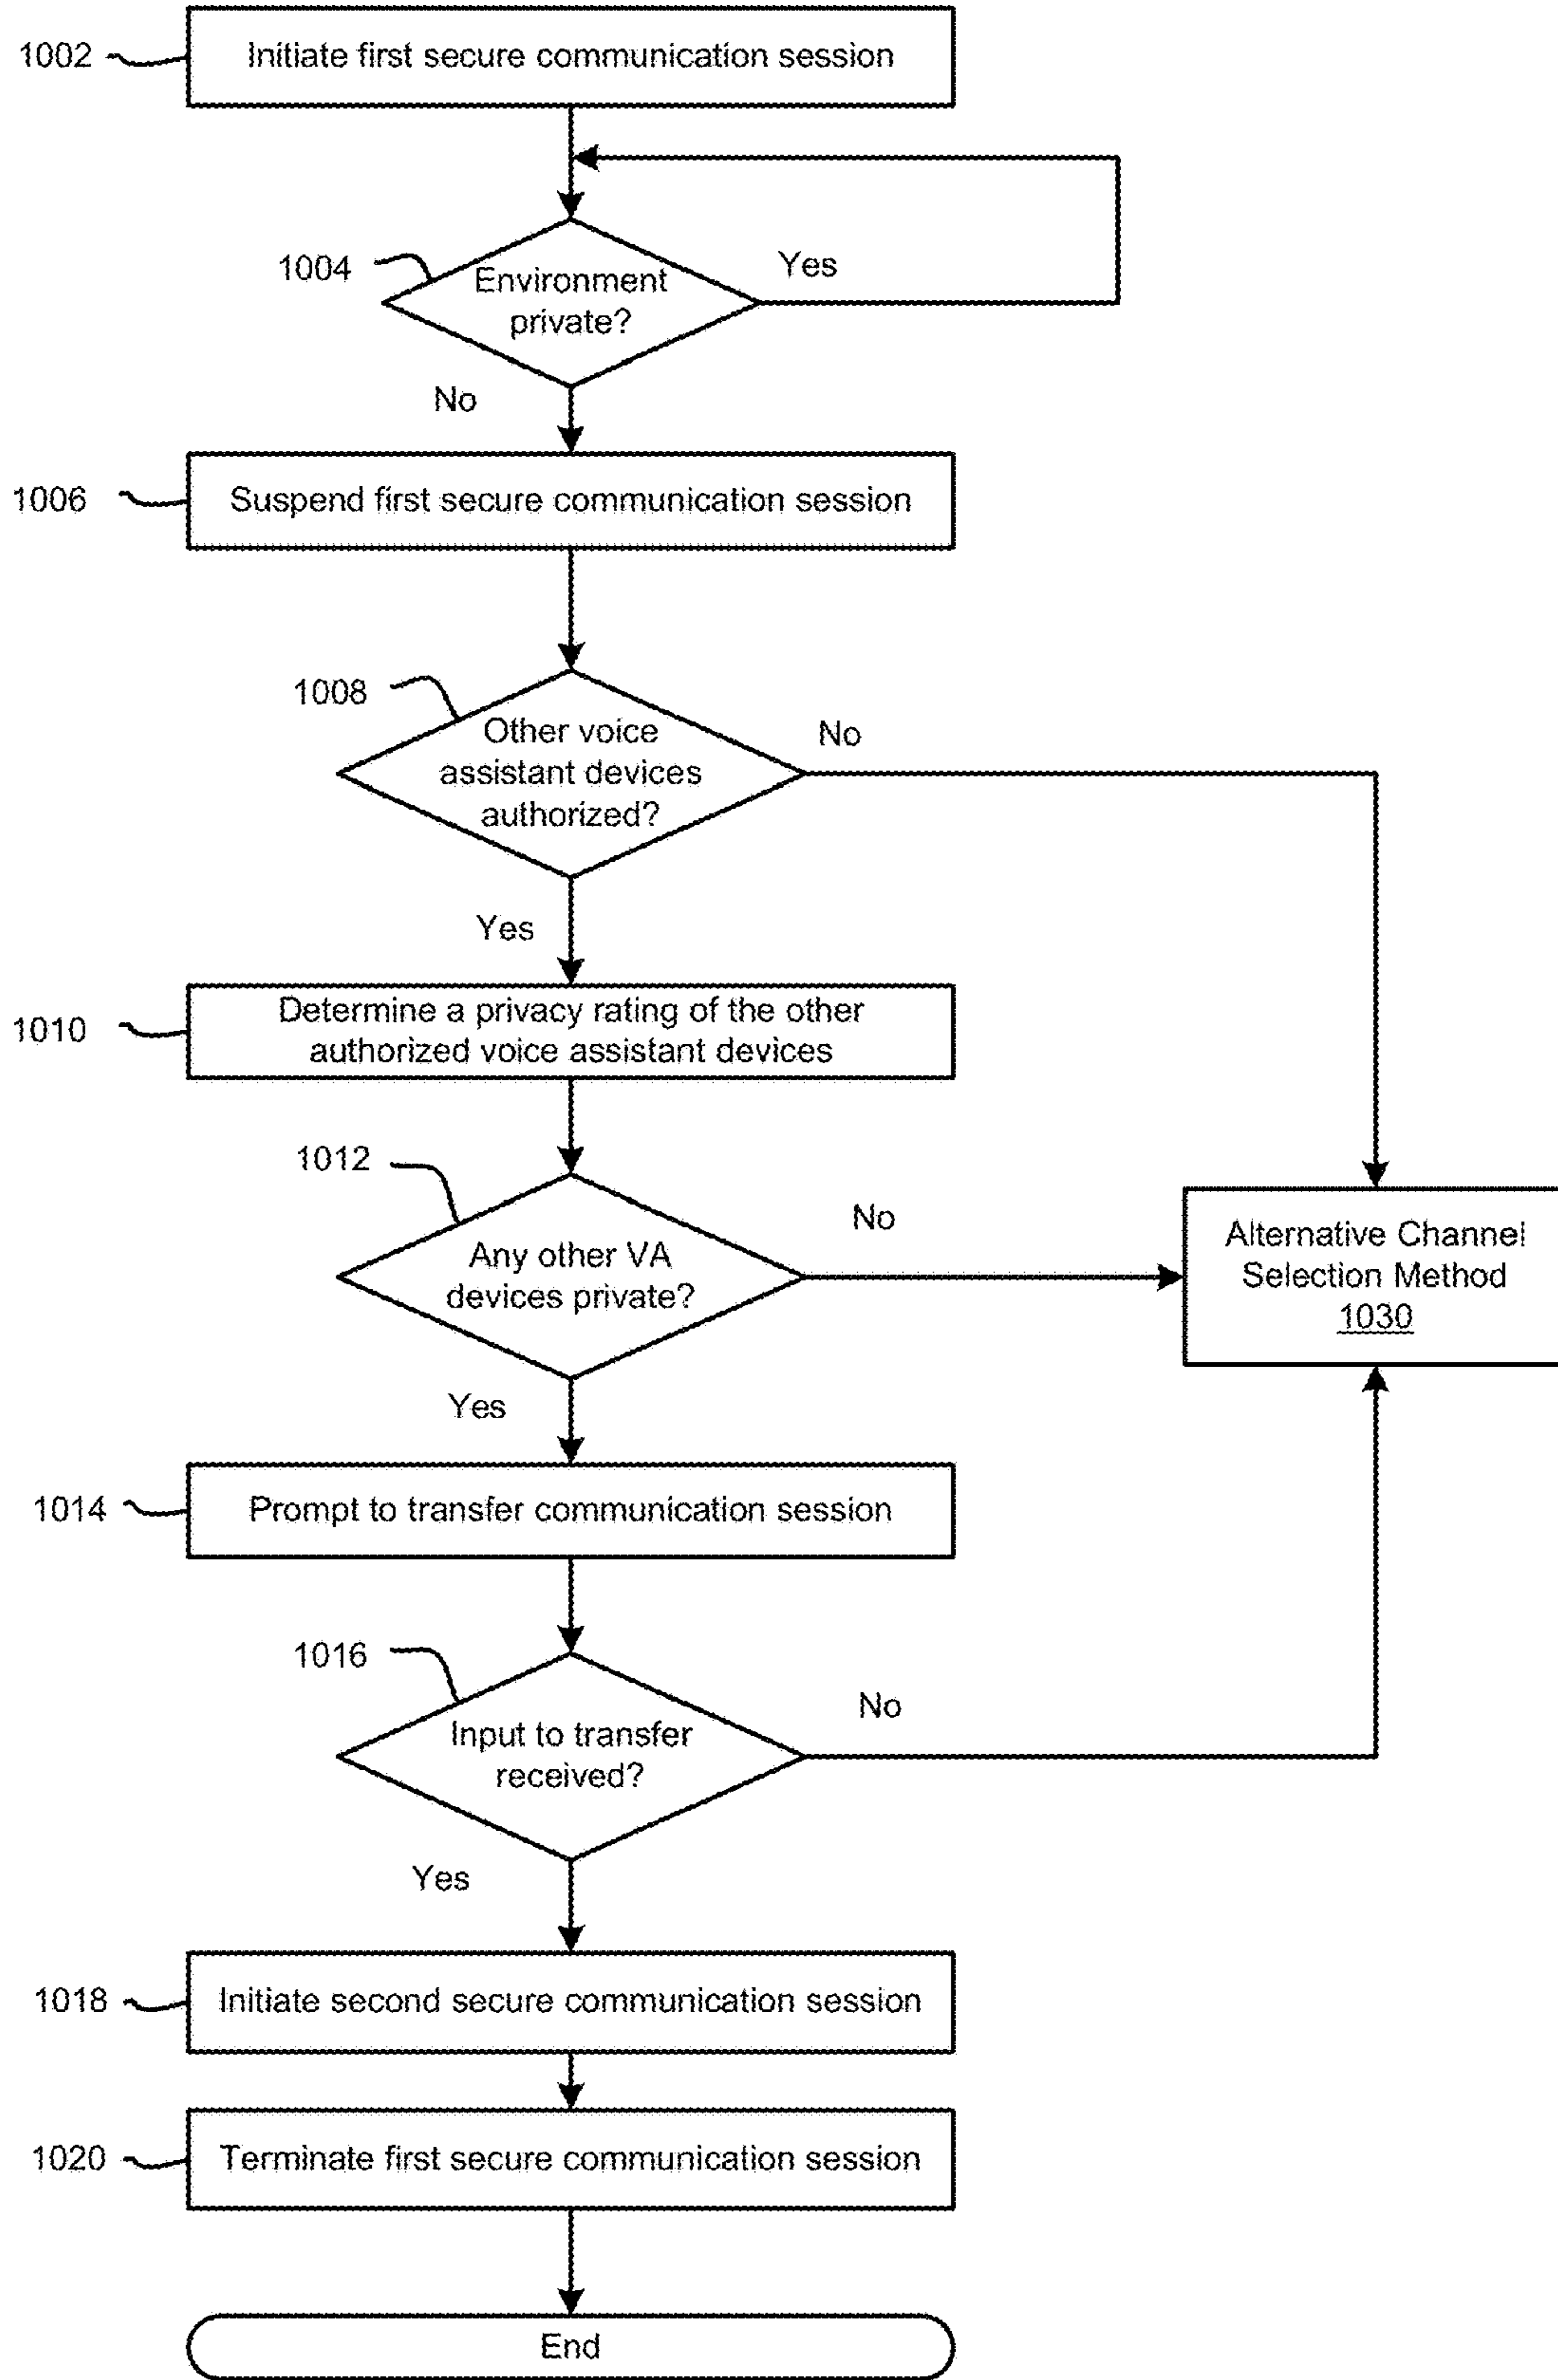 1002
Initiate first secure communication session
1004
Environment
private?
Yes
No
1006
Suspend first secure communication session
1008
Other voice
assistant devices
authorized?
No
Yes
1010
Determine a privacy rating of the other
authorized voice assistant devices
1012
Any other VA
devices private?
No
Alternative Channel
Selection Method
1030
Yes
1014
Prompt to transfer communication session
1016
Input to transfer
received?
No
Yes
1018
Initiate second secure communication session
1020
Terminate first secure communication session
End